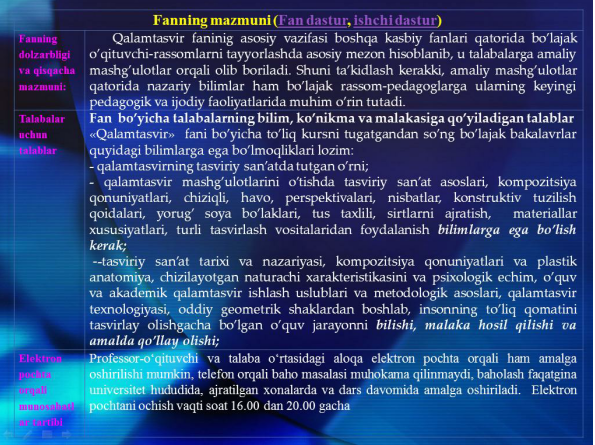 Fanning mazmuni (Fan dastur, ishchi dastur)
Fanning
dolzarbligi
va qisqacha
mazmuni:
Qalamtasvir faninig asosiy vazifasi boshqa kasbiy fanlari qatorida bo’lajak
o’qituvchi-rassomlarni tayyorlashda asosiy mezon hisoblanib, u talabalarga amaliy
mashg’ulotlar orqali olib boriladi. Shuni ta’kidlash kerakki, amaliy mashg’ulotlar
qatorida nazariy bilimlar ham bo’lajak rassom-pedagoglarga ularning keyingi
pedagogik va ijodiy faoliyatlarida muhim o’rin tutadi.
Talabalar
uchun
talablar
Fan bo’yicha talabalarning bilim, ko’nikma va malakasiga qo’yiladigan talablar
«Qalamtasvir» fani bo’yicha to’liq kursni tugatgandan so’ng bo’lajak bakalavrlar
quyidagi bilimlarga ega bo’lmoqliklari lozim:
- qalamtasvirning tasviriy san’atda tutgan o’rni;
- qalamtasvir mashg’ulotlarini o’tishda tasviriy san’at asoslari, kompozitsiya
qonuniyatlari, chiziqli, havo, perspektivalari, nisbatlar, konstruktiv tuzilish
qoidalari, yorug’ soya bo’laklari, tus taxlili, sirtlarni ajratish, materiallar
xususiyatlari, turli tasvirlash vositalaridan foydalanish bilimlarga ega bo’lish
kerak;
--tasviriy san’at tarixi va nazariyasi, kompozitsiya qonuniyatlari va plastik
anatomiya, chizilayotgan naturachi xarakteristikasini va psixologik echim, o’quv
va akademik qalamtasvir ishlash uslublari va metodologik asoslari, qalamtasvir
texnologiyasi, oddiy geometrik shaklardan boshlab, insonning to’liq qomatini
tasvirlay olishgacha bo’lgan o’quv jarayonni bilishi, malaka hosil qilishi va
amalda qo’llay olishi;
Elektron
pochta
orqali
munosabatl
ar tartibi
Professor-o‘qituvchi va talaba o‘rtasidagi aloqa elektron pochta orqali ham amalga
oshirilishi mumkin, telefon orqali baho masalasi muhokama qilinmaydi, baholash faqatgina
universitet hududida, ajratilgan xonalarda va dars davomida amalga oshiriladi. Elektron
pochtani ochish vaqti soat 16.00 dan 20.00 gacha